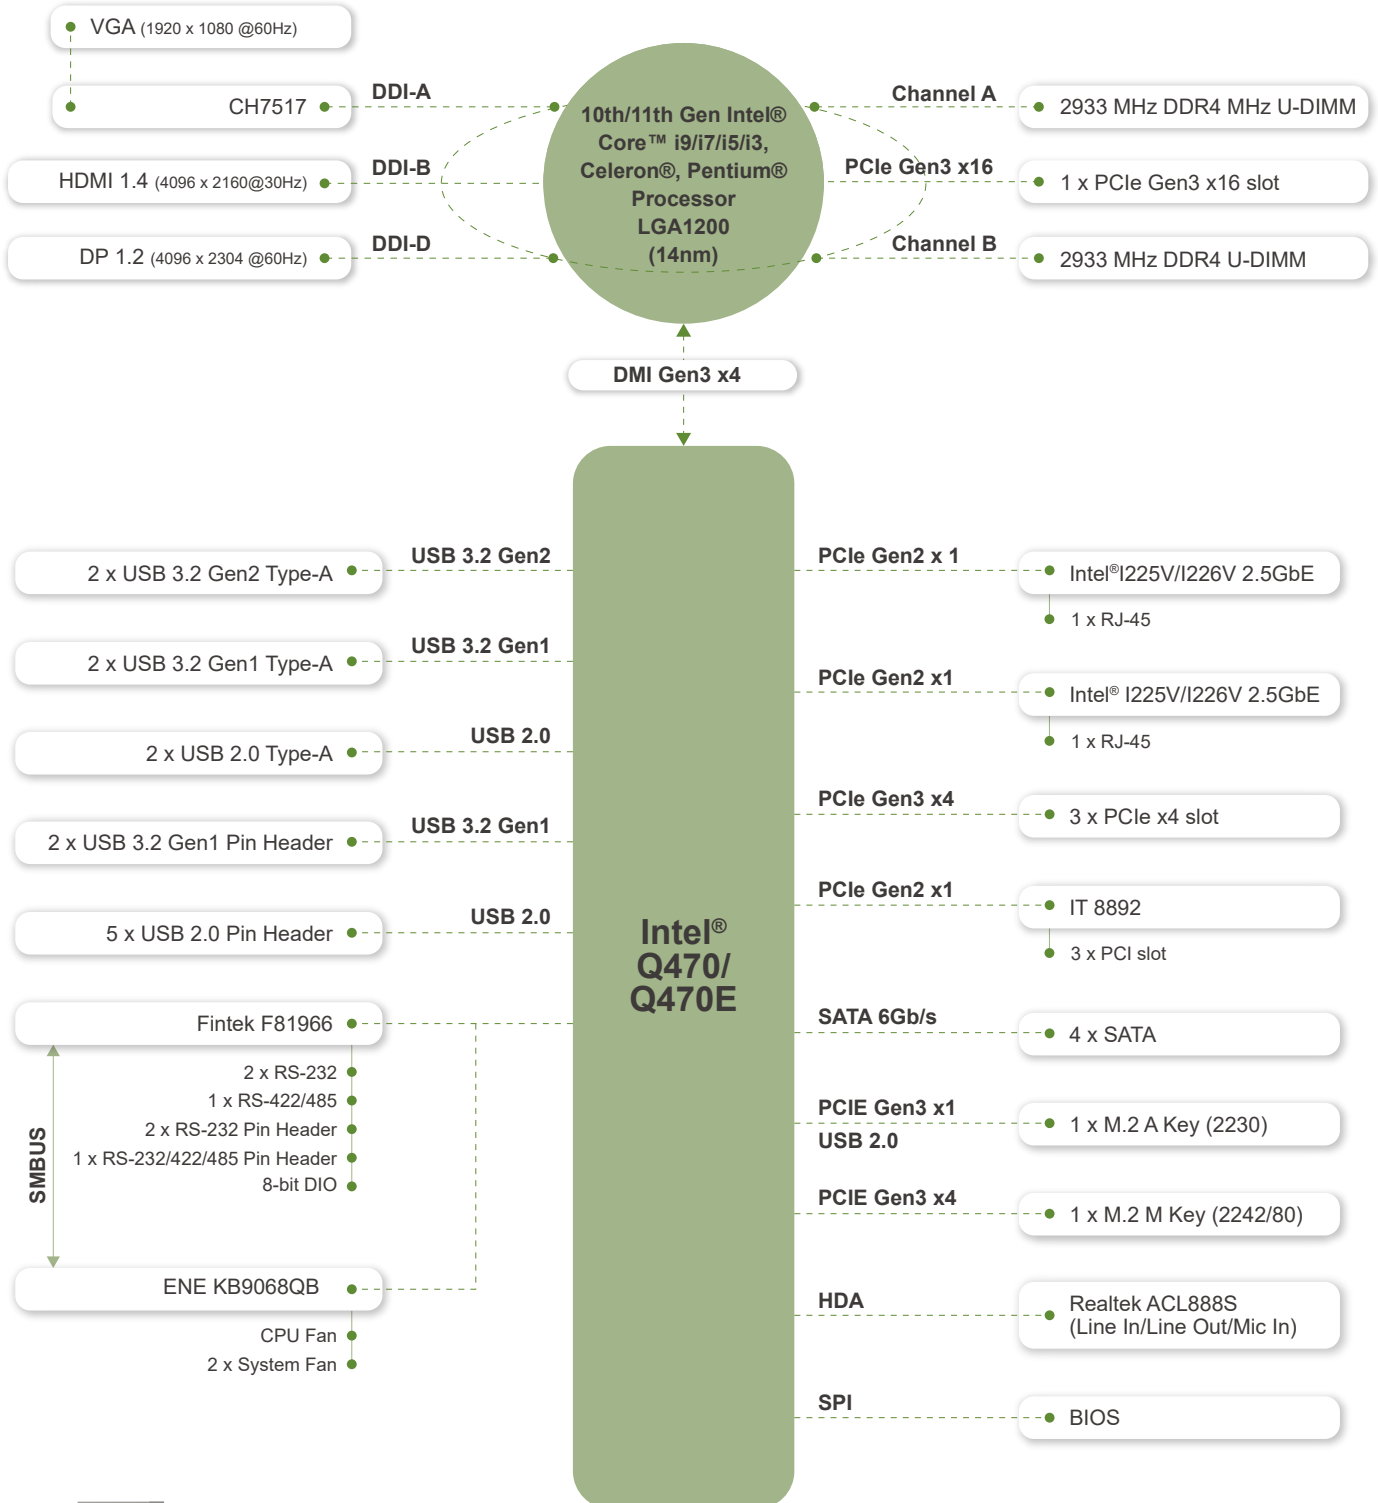 VGA (1920 x 1080 @60Hz)
CH7517
DDI-A
HDMI 1.4 (4096 x 2160@30Hz)
DDI-B
DP 1.2 (4096 x 2304 @60Hz)
DDI-D
10th/11th Gen Intel®
Core™ i9/i7/i5/i3,
Celeron®, Pentium®
Processor
LGA1200
(14nm)
Channel A
2933 MHz DDR4 MHz U-DIMM
PCIe Gen3 x16
1 x PCIe Gen3 x16 slot
Channel B
2933 MHz DDR4 U-DIMM
DMI Gen3 x4
USB 3.2 Gen2
2 x USB 3.2 Gen2 Type-A
USB 3.2 Gen1
2 x USB 3.2 Gen1 Type-A
USB 2.0
2 x USB 2.0 Type-A
USB 3.2 Gen1
2 x USB 3.2 Gen1 Pin Header
USB 2.0
5 x USB 2.0 Pin Header
Fintek F81966
2 x RS-232
1 x RS-422/485
2 x RS-232 Pin Header
1 x RS-232/422/485 Pin Header
8-bit DIO
SMBUS
ENE KB9068QB
CPU Fan
2 x System Fan
Intel®
Q470/
Q470E
PCIe Gen2 x 1
Intel®I225V/I226V 2.5GbE
1 x RJ-45
PCIe Gen2 x1
Intel® I225V/I226V 2.5GbE
1 x RJ-45
PCIe Gen3 x4
3 x PCIe x4 slot
PCIe Gen2 x1
IT 8892
3 x PCI slot
SATA 6Gb/s
4 x SATA
PCIE Gen3 x1
USB 2.0
1 x M.2 A Key (2230)
PCIE Gen3 x4
1 x M.2 M Key (2242/80)
HDA
Realtek ACL888S
(Line In/Line Out/Mic In)
SPI
BIOS